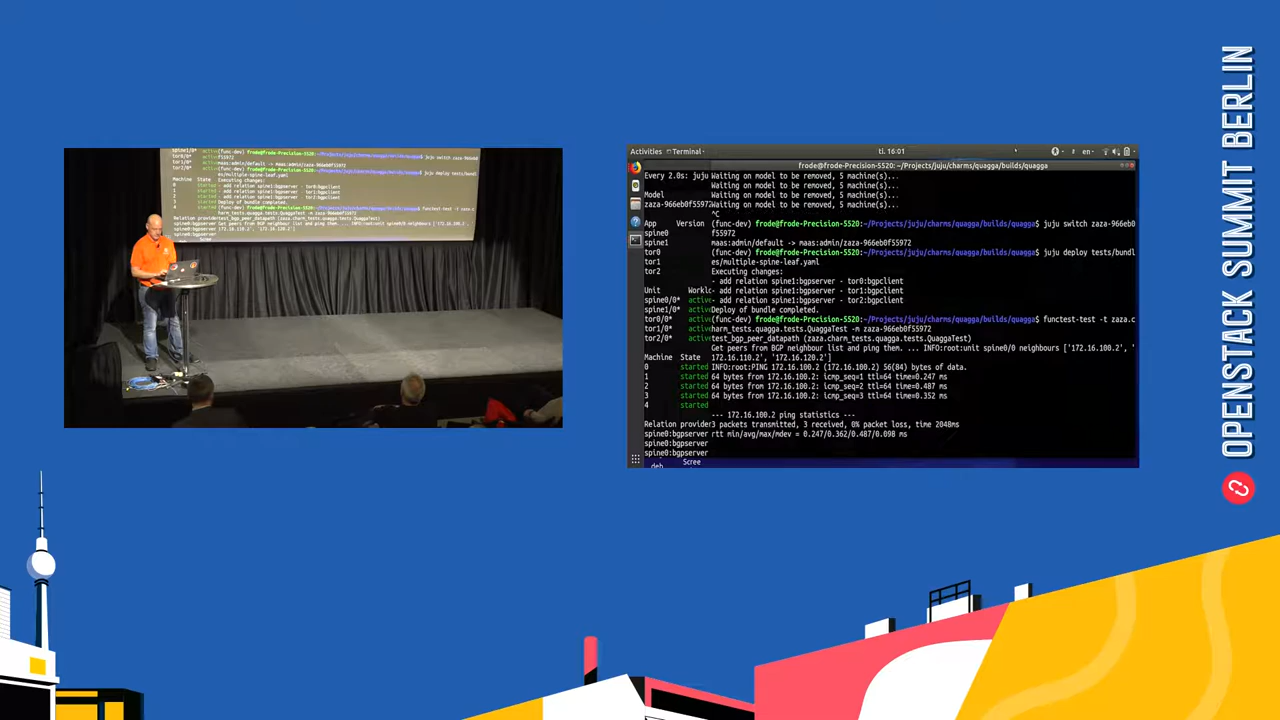 OPENSTACK SUMMIT BERLIN
Activities Terminal ti. 16:01 en
frode@frode-Precision-5520: ~/Projects/juju/charms/quagga/builds/quagga
Every 2.0s: juju Waiting on model to be removed, 5 machine(s)...
Waiting on model to be removed, 5 machine(s)...
Model Waiting on model to be removed, 5 machine(s)...
zaza-966eb0f55972 Waiting on model to be removed, 5 machine(s)...
^C
App Version (func-dev) frode@frode-Precision-5520:~/Projects/juju/charms/quagga/builds/quagga$ juju switch zaza-966eb0
spine0 f55972
spine1 maas:admin/default -> maas:admin/zaza-966eb0f55972
tor0 (func-dev) frode@frode-Precision-5520:~/Projects/juju/charms/quagga/builds/quagga$ juju deploy tests/bundl
tor1 es/multiple-spine-leaf.yaml
tor2 Executing changes:
- add relation spine1:bgpserver - tor0:bgpclient
Unit Worklo - add relation spine1:bgpserver - tor1:bgpclient
spine0/0* active - add relation spine1:bgpserver - tor2:bgpclient
spine1/0* active Deploy of bundle completed.
tor0/0* active (func-dev) frode@frode-Precision-5520:~/Projects/juju/charms/quagga/builds/quagga$ functest-test -t zaza.c
tor1/0* active harm_tests.quagga.tests.QuaggaTest -m zaza-966eb0f55972
tor2/0* active test_bgp_peer_datapath (zaza.charm_tests.quagga.tests.QuaggaTest)
Get peers from BGP neighbour list and ping them. ... INFO:root:unit spine0/0 neighbours ['172.16.100.2', '
Machine State 172.16.110.2', '172.16.120.2']
0 started INFO:root:PING 172.16.100.2 (172.16.100.2) 56(84) bytes of data.
1 started 64 bytes from 172.16.100.2: icmp_seq=1 ttl=64 time=0.247 ms
2 started 64 bytes from 172.16.100.2: icmp_seq=2 ttl=64 time=0.487 ms
3 started 64 bytes from 172.16.100.2: icmp_seq=3 ttl=64 time=0.352 ms
4 started
--- 172.16.100.2 ping statistics ---
Relation provider 3 packets transmitted, 3 received, 0% packet loss, time 2048ms
spine0:bgpserver rtt min/avg/max/mdev = 0.247/0.362/0.487/0.098 ms
spine0:bgpserver
spine0:bgpserver
deb Scree